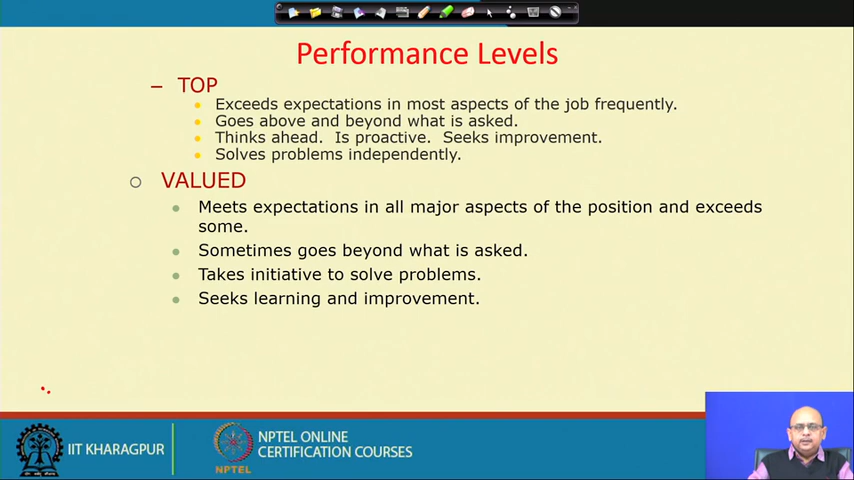 Performance Levels
– TOP
• Exceeds expectations in most aspects of the job frequently.
• Goes above and beyond what is asked.
• Thinks ahead. Is proactive. Seeks improvement.
• Solves problems independently.
○ VALUED
• Meets expectations in all major aspects of the position and exceeds
some.
• Sometimes goes beyond what is asked.
• Takes initiative to solve problems.
• Seeks learning and improvement.
IIT KHARAGPUR
NPTEL
NPTEL ONLINE
CERTIFICATION COURSES